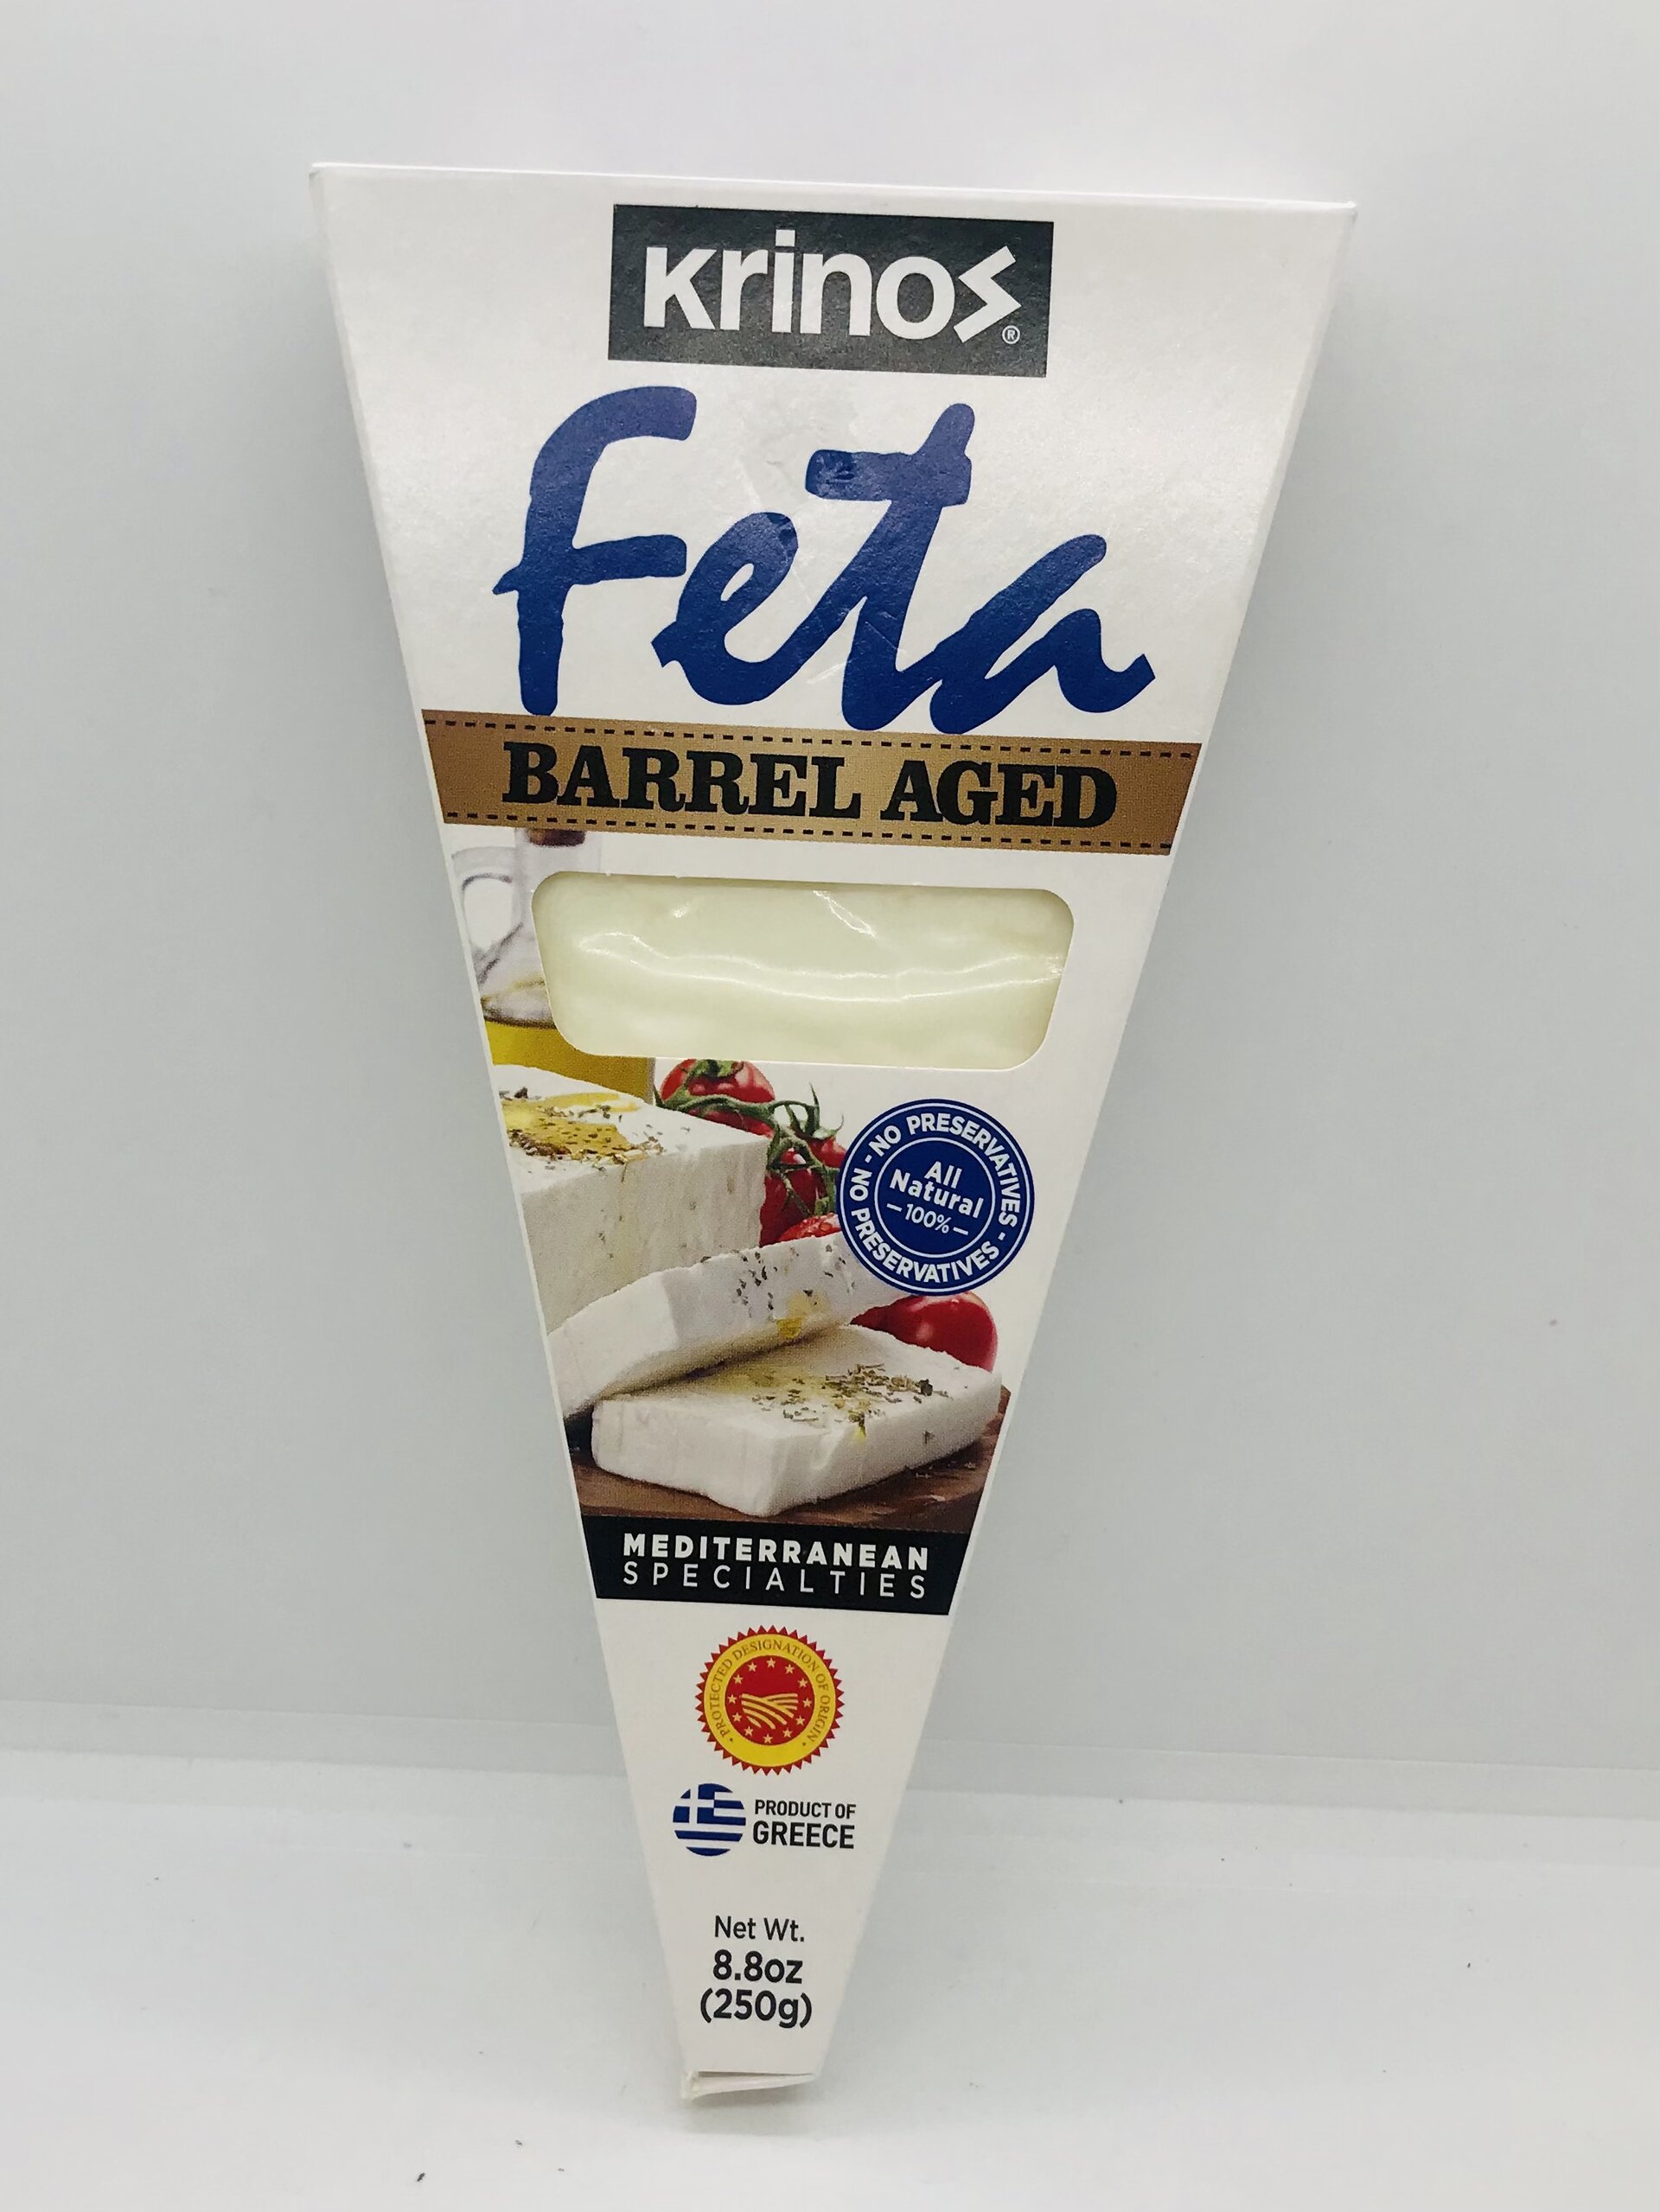 Krinos®
Feta
BARREL AGED
- NO PRESERVATIVES - NO PRESERVATIVES
All
Natural
— 100% —
MEDITERRANEAN
SPECIALTIES
• PROTECTED DESIGNATION OF ORIGIN •
PRODUCT OF
GREECE
Net Wt.
8.8oz
(250g)